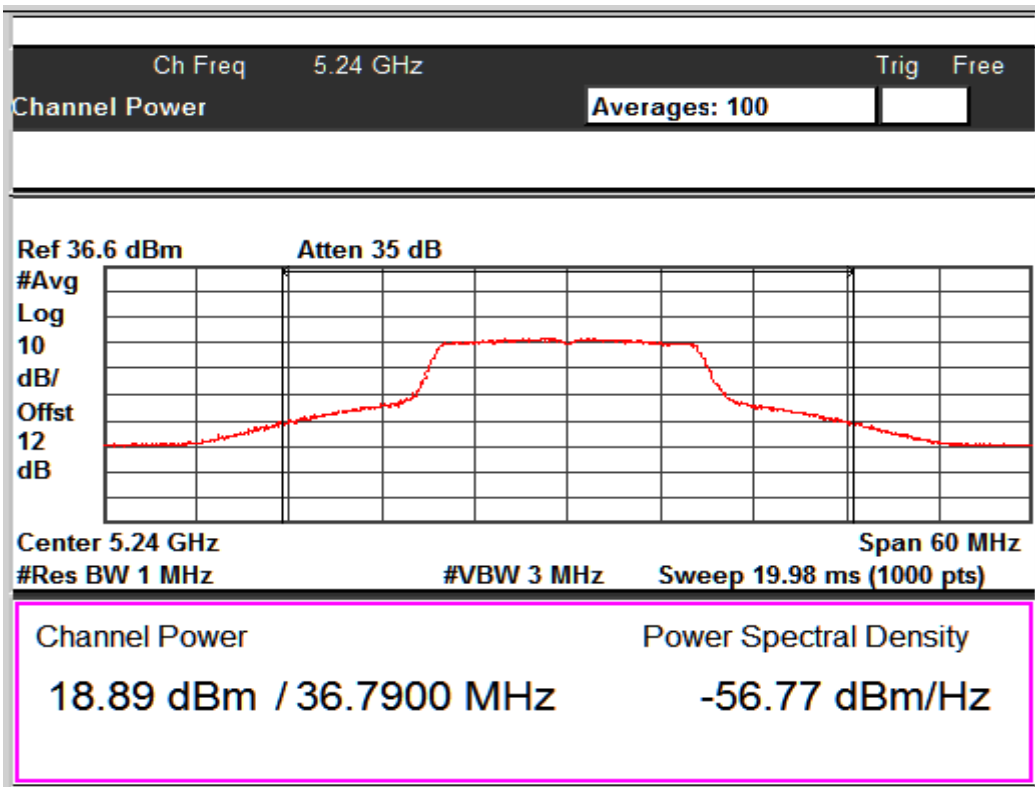 Ch Freq 5.24 GHz Trig Free
Channel Power Averages: 100
Ref 36.6 dBm Atten 35 dB
#Avg
Log
10
dB/
Offst
12
dB
Center 5.24 GHz Span 60 MHz
#Res BW 1 MHz #VBW 3 MHz Sweep 19.98 ms (1000 pts)
Channel Power Power Spectral Density
18.89 dBm / 36.7900 MHz -56.77 dBm/Hz